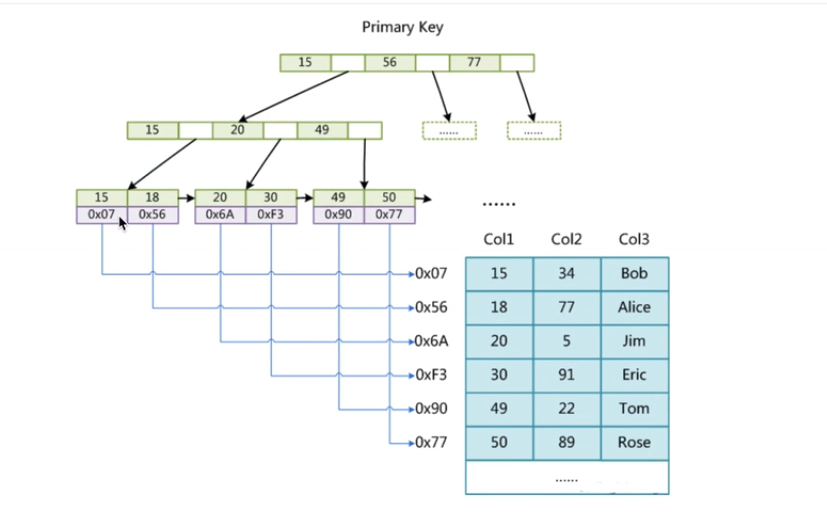 Primary Key
15 56 77
15 20 49 ...... ......
15 18 20 30 49 50
0x07 0x56 0x6A 0xF3 0x90 0x77
......
Col1 Col2 Col3
0x07 15 34 Bob
0x56 18 77 Alice
0x6A 20 5 Jim
0xF3 30 91 Eric
0x90 49 22 Tom
0x77 50 89 Rose
......